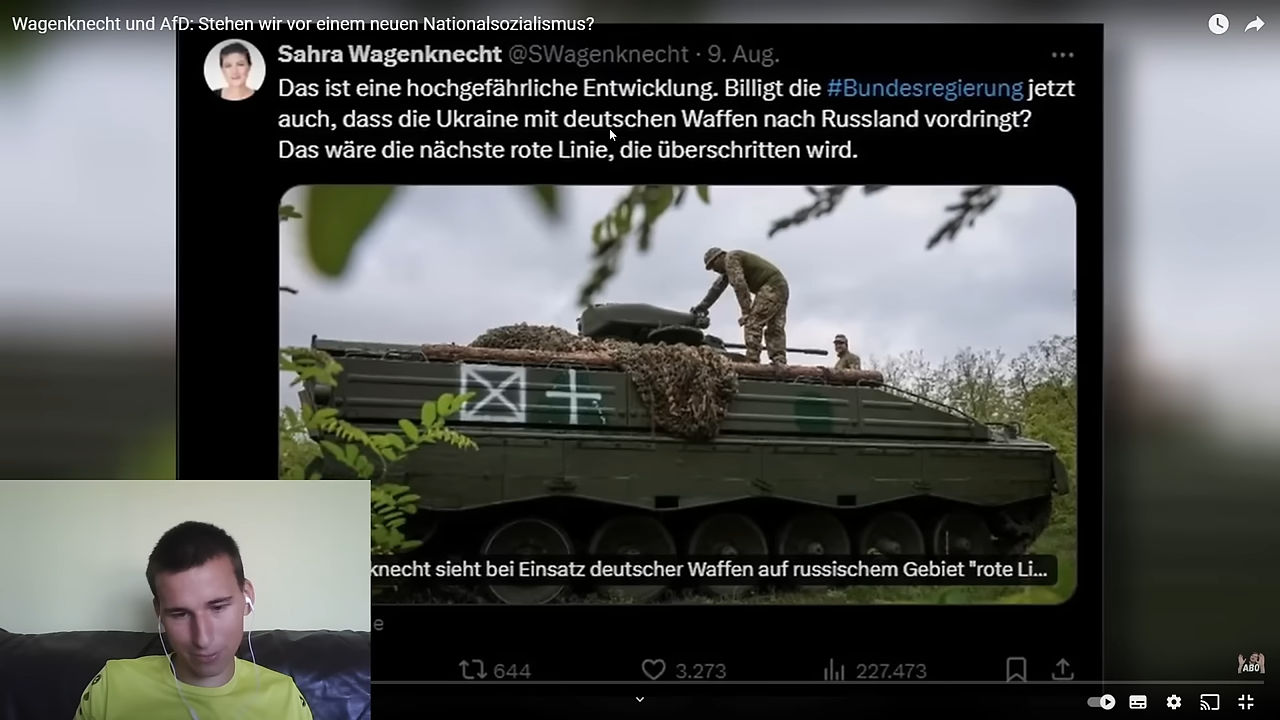 Wagenknecht und AfD: Stehen wir vor einem neuen Nationalsozialismus?
Sahra Wagenknecht @SWagenknecht · 9. Aug.
Das ist eine hochgefährliche Entwicklung. Billigt die #Bundesregierung jetzt
auch, dass die Ukraine mit deutschen Waffen nach Russland vordringt?
Das wäre die nächste rote Linie, die überschritten wird.
knecht sieht bei Einsatz deutscher Waffen auf russischem Gebiet "rote Li...
e
644 3.273 227.473
ABO